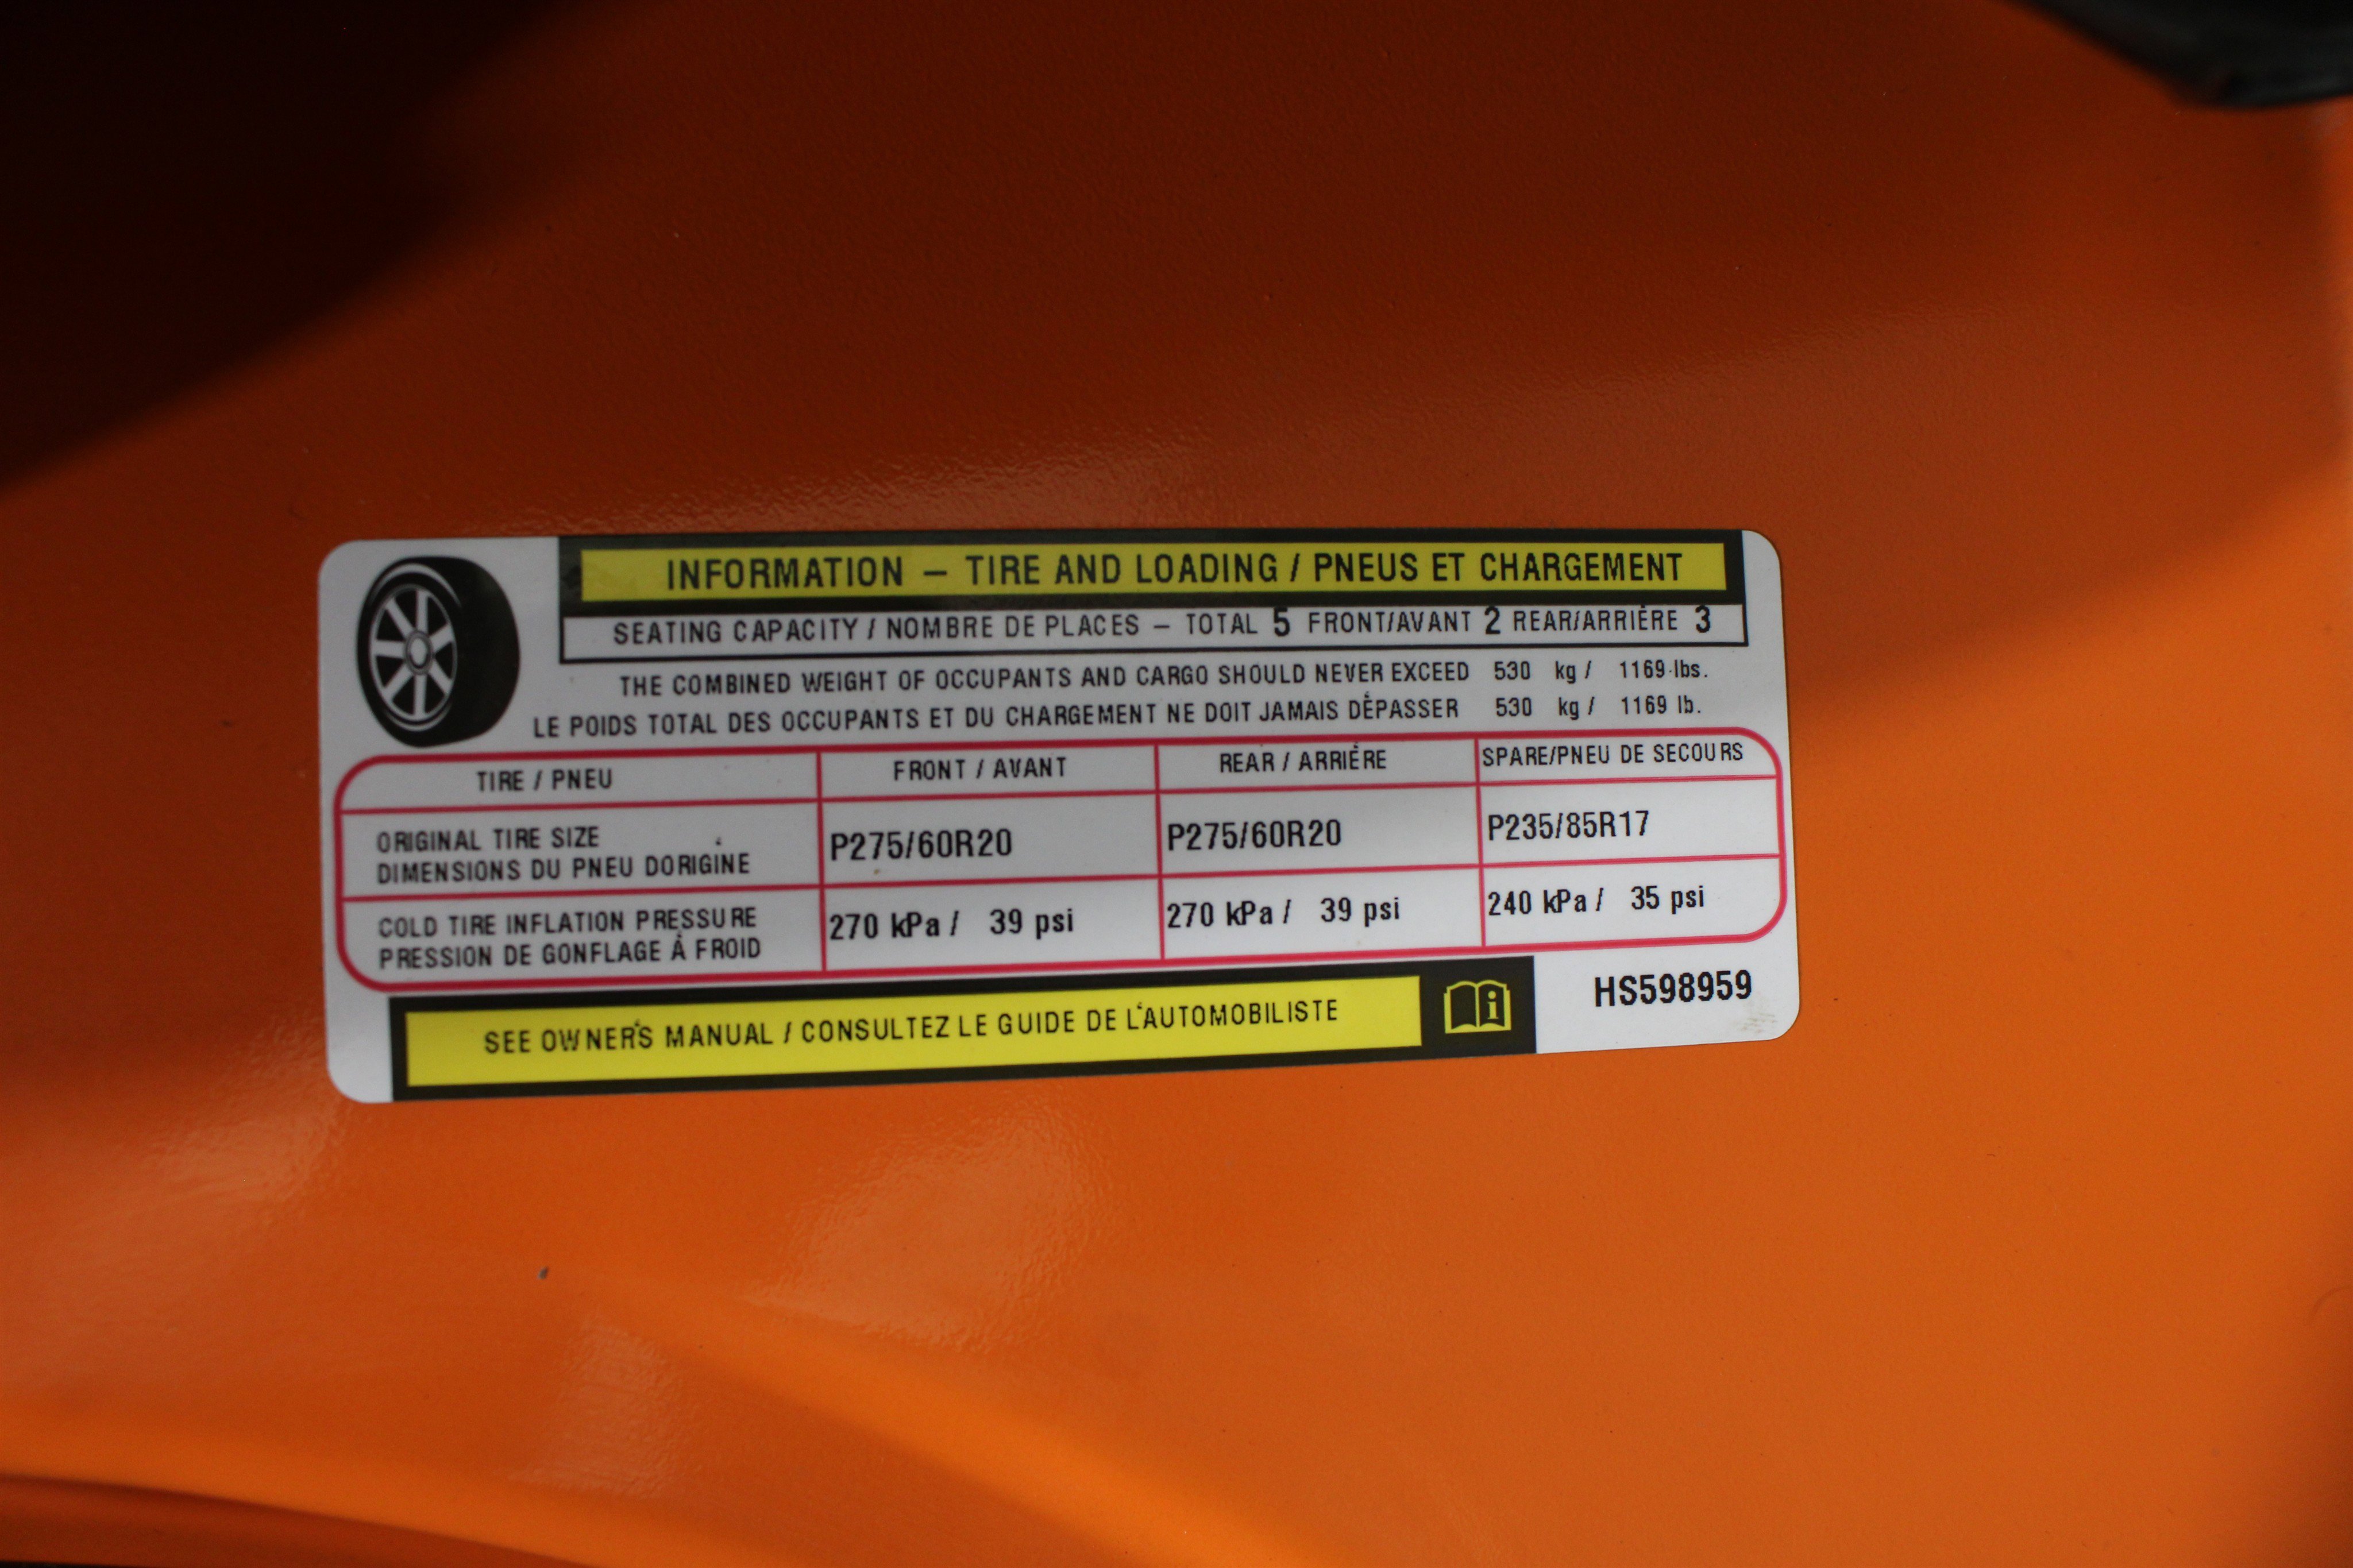 INFORMATION – TIRE AND LOADING / PNEUS ET CHARGEMENT
SEATING CAPACITY / NOMBRE DE PLACES – TOTAL 5 FRONT/AVANT 2 REAR/ARRIÈRE 3
THE COMBINED WEIGHT OF OCCUPANTS AND CARGO SHOULD NEVER EXCEED 530 kg / 1169 lbs.
LE POIDS TOTAL DES OCCUPANTS ET DU CHARGEMENT NE DOIT JAMAIS DÉPASSER 530 kg / 1169 lb.
TIRE / PNEU FRONT / AVANT REAR / ARRIÈRE SPARE/PNEU DE SECOURS
ORIGINAL TIRE SIZE
DIMENSIONS DU PNEU D'ORIGINE P275/60R20 P275/60R20 P235/85R17
COLD TIRE INFLATION PRESSURE
PRESSION DE GONFLAGE À FROID 270 kPa / 39 psi 270 kPa / 39 psi 240 kPa / 35 psi
SEE OWNER'S MANUAL / CONSULTEZ LE GUIDE DE L'AUTOMOBILISTE
HS598959